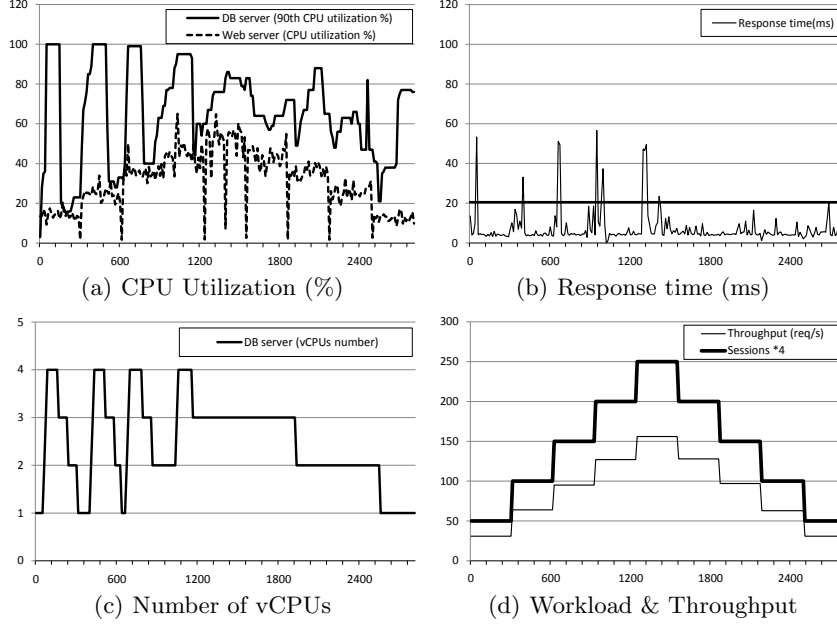 120
100
80
60
40
20
0
0 600 1200 1800 2400
DB server (90th CPU utilization %)
Web server (CPU utilization %)
(a) CPU Utilization (%)
120
100
80
60
40
20
0
0 600 1200 1800 2400
Response time(ms)
(b) Response time (ms)
5
4
3
2
1
0
0 600 1200 1800 2400
DB server (vCPUs number)
(c) Number of vCPUs
300
250
200
150
100
50
0
0 600 1200 1800 2400
Throughput (req/s)
Sessions *4
(d) Workload & Throughput